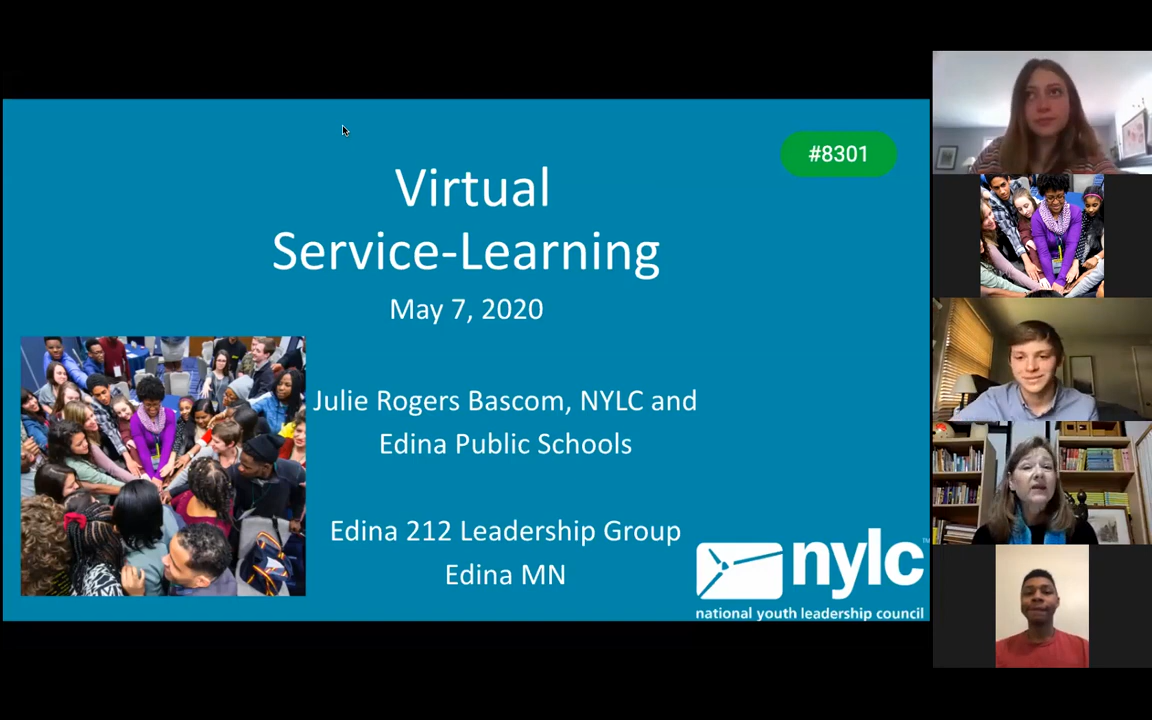 #8301
Virtual
Service-Learning
May 7, 2020
Julie Rogers Bascom, NYLC and
Edina Public Schools
Edina 212 Leadership Group
Edina MN
nylc™
national youth leadership council